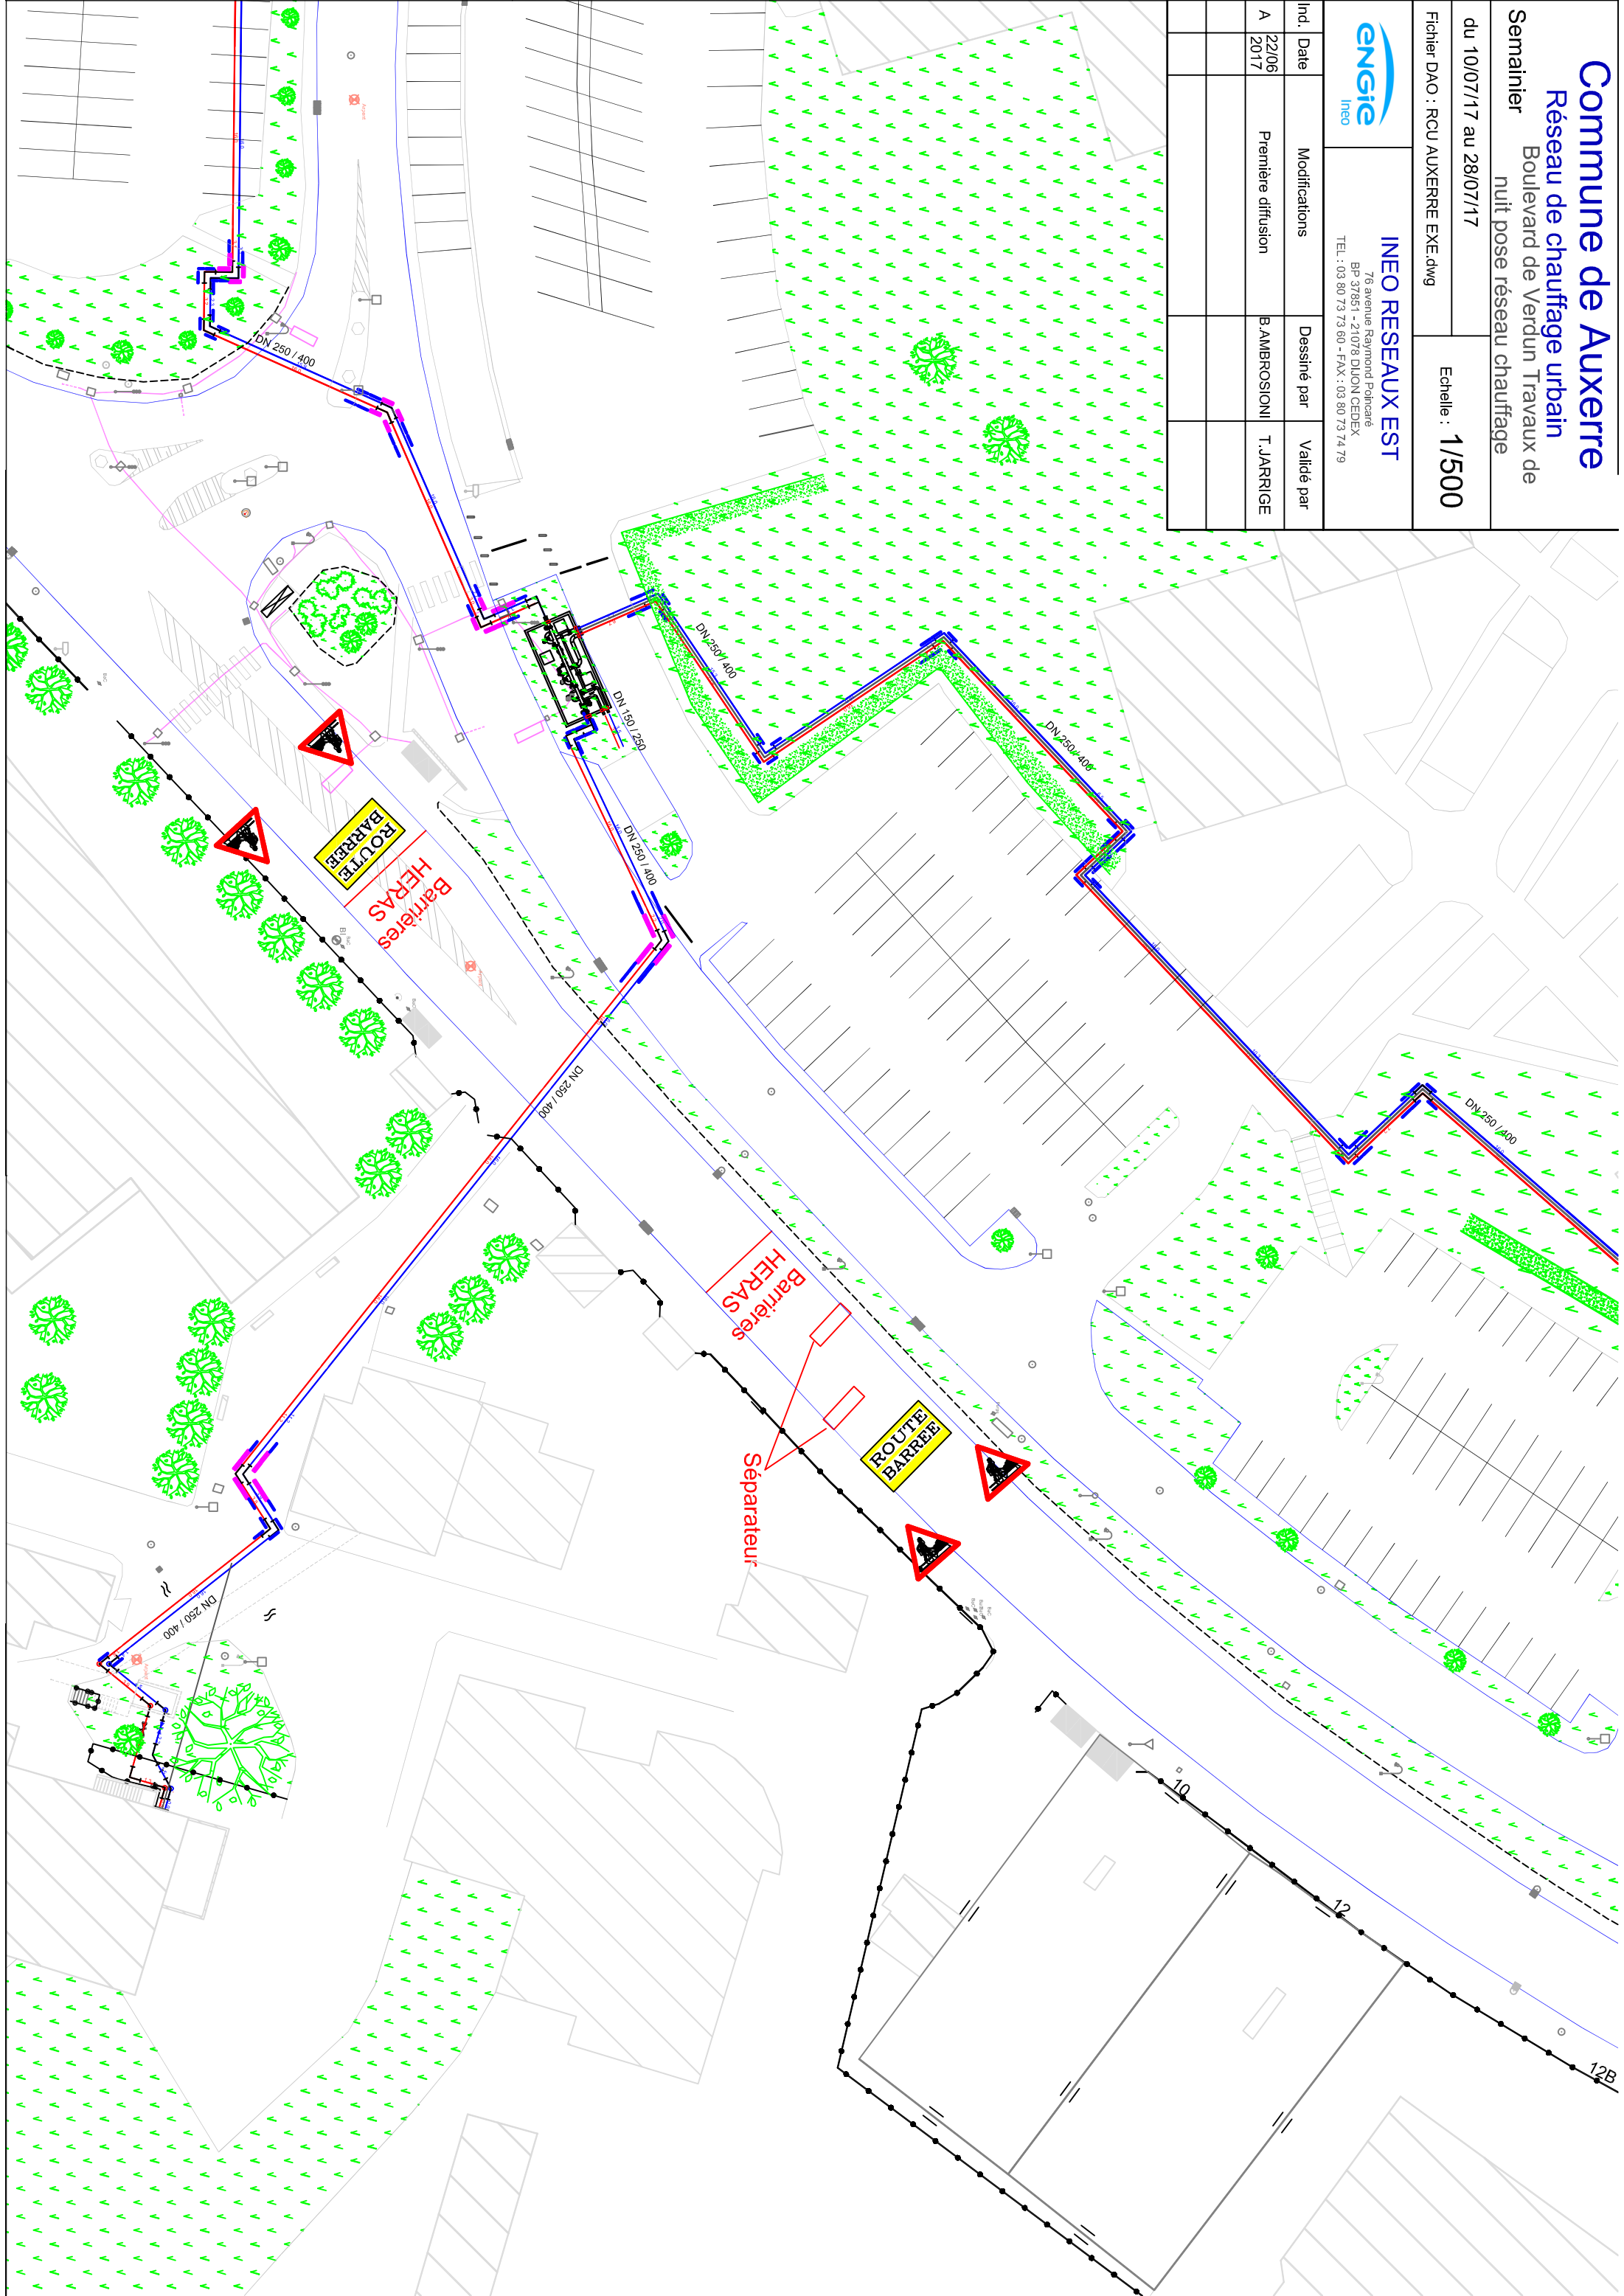 Commune de Auxerre
Réseau de chauffage urbain
Boulevard de Verdun Travaux de
nuit pose réseau chauffage
Semainier
du 10/07/17 au 28/07/17
Echelle : 1/500
Fichier DAO : RCU AUXERRE EXE.dwg
ENGIE
Ineo
INEO RESEAUX EST
76 avenue Raymond Poincaré
BP 37851 - 21078 DIJON CEDEX
TEL : 03 80 73 73 60 - FAX : 03 80 73 74 79
Ind. Date Modifications Dessiné par Validé par
A 22/06 2017 Première diffusion B.AMBROSIONI T.JARRIGE
DN 250 / 400
DN 250 / 400
DN 150 / 250
DN 250 / 400
DN 250 / 400
DN 250 / 400
DN 250 / 400
DN 250 / 400
ROUTE
BARREE
Barrières
HERAS
Barrières
HERAS
Séparateur
ROUTE
BARREE
BI
10
12
12B